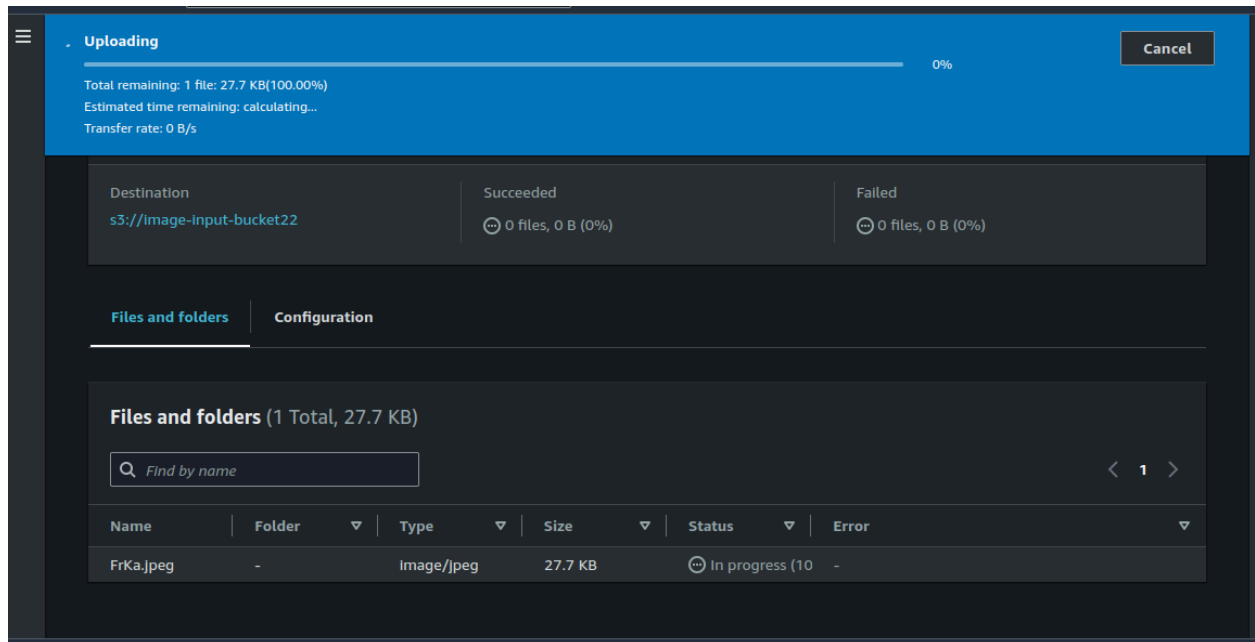 Uploading
Cancel
0%
Total remaining: 1 file: 27.7 KB(100.00%)
Estimated time remaining: calculating...
Transfer rate: 0 B/s
Destination
s3://image-input-bucket22
Succeeded
0 files, 0 B (0%)
Failed
0 files, 0 B (0%)
Files and folders
Configuration
Files and folders (1 Total, 27.7 KB)
Find by name
1
Name Folder Type Size Status Error
FrKa.jpeg - image/jpeg 27.7 KB In progress (10 -